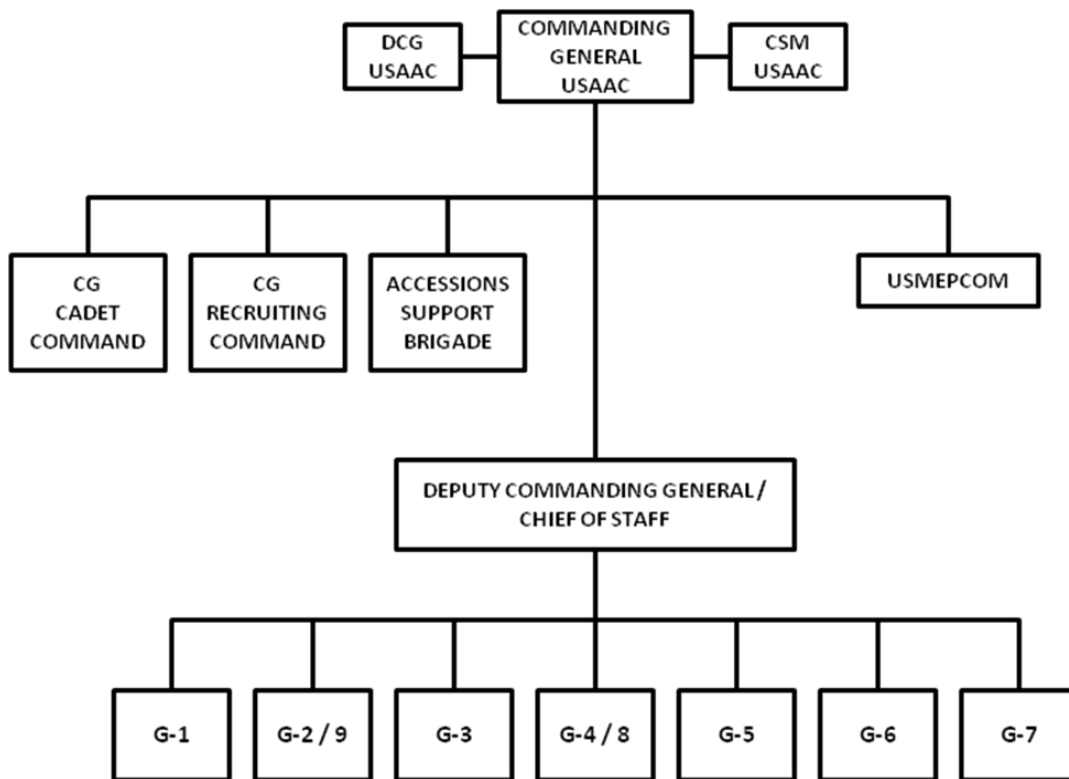 DCG
USAAC
COMMANDING
GENERAL
USAAC
CSM
USAAC
CG
CADET
COMMAND
CG
RECRUITING
COMMAND
ACCESSIONS
SUPPORT
BRIGADE
USMEPCOM
DEPUTY COMMANDING GENERAL /
CHIEF OF STAFF
G-1
G-2 / 9
G-3
G-4 / 8
G-5
G-6
G-7